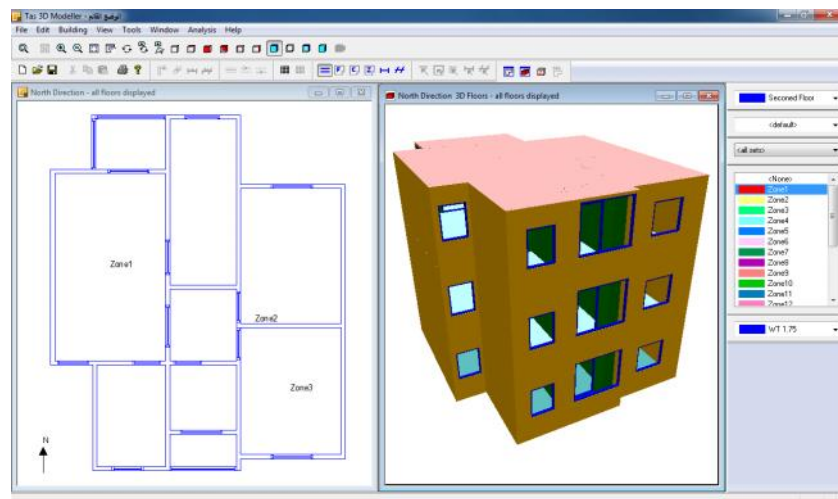 Tas 3D Modeller - الوضع القائم
File Edit Building View Tools Window Analysis Help
North Direction - all floors displayed
North Direction 3D Floors - all floors displayed
Seconed Floor
<default>
<all sets>
<None>
Zone1
Zone2
Zone3
Zone4
Zone5
Zone6
Zone7
Zone8
Zone9
Zone10
Zone11
Zone12
WT 1.75
Zone1
Zone2
Zone3
N